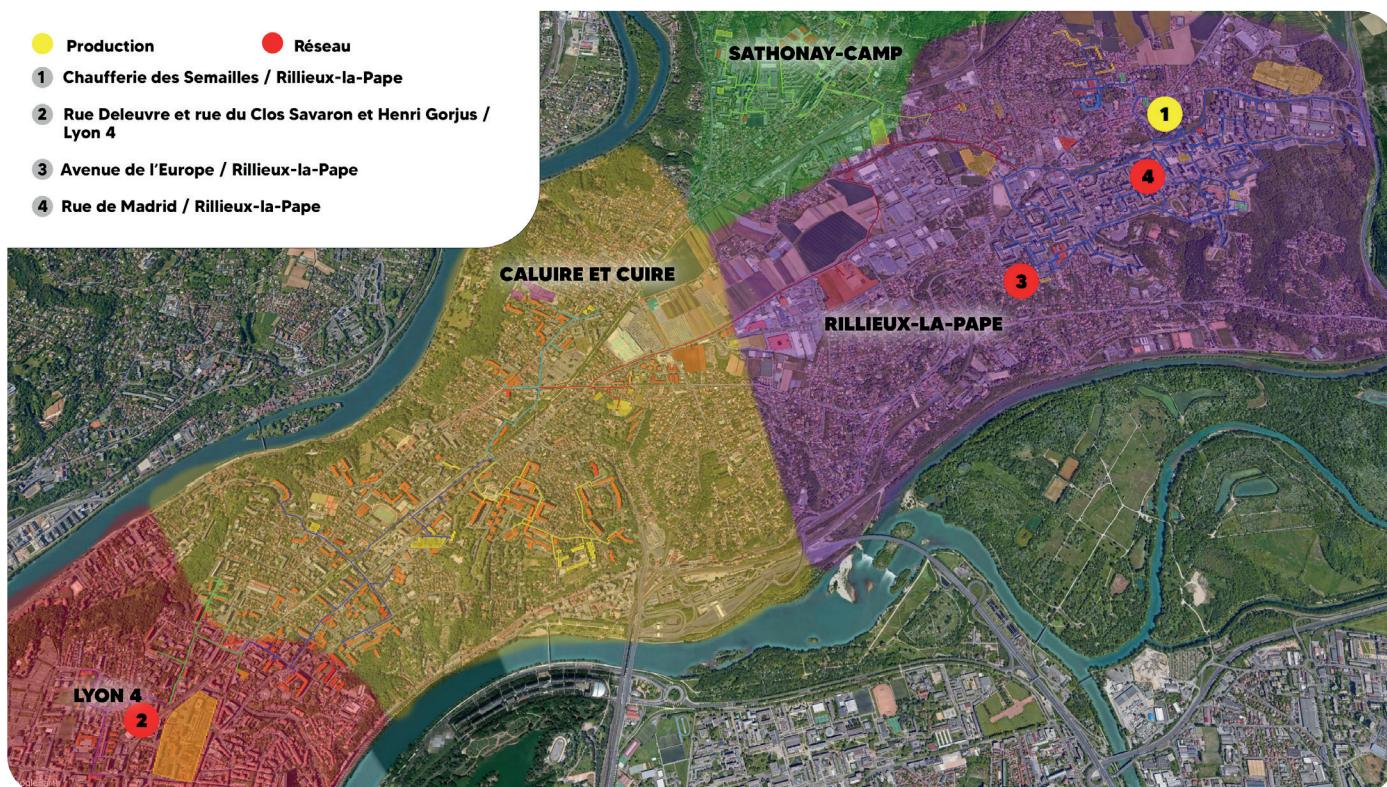 Production
Réseau
1 Chaufferie des Semailles / Rillieux-la-Pape
2 Rue Deleuvre et rue du Clos Savaron et Henri Gorjus /
Lyon 4
3 Avenue de l'Europe / Rillieux-la-Pape
4 Rue de Madrid / Rillieux-la-Pape
SATHONAY-CAMP
1
4
CALUIRE ET CUIRE
3
RILLIEUX-LA-PAPE
LYON 4
2